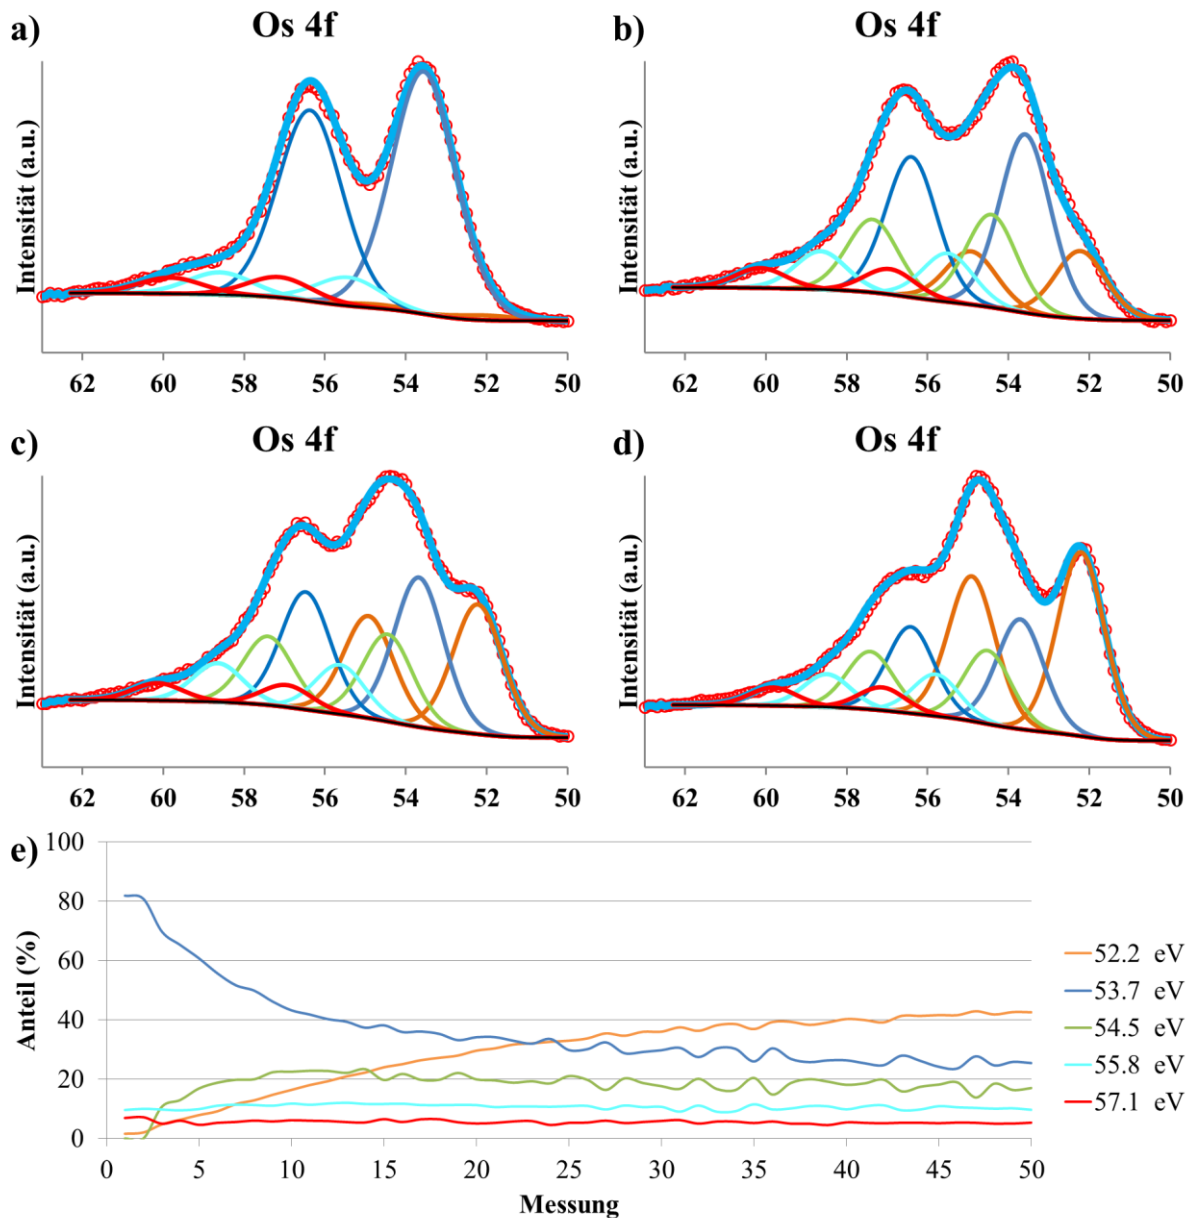 a) Os 4f
b) Os 4f
Intensität (a.u.)
62 60 58 56 54 52 50
Intensität (a.u.)
62 60 58 56 54 52 50
c) Os 4f
d) Os 4f
Intensität (a.u.)
62 60 58 56 54 52 50
Intensität (a.u.)
62 60 58 56 54 52 50
e)
Anteil (%)
100
80
60
40
20
0
0 5 10 15 20 25 30 35 40 45 50
Messung
52.2 eV
53.7 eV
54.5 eV
55.8 eV
57.1 eV